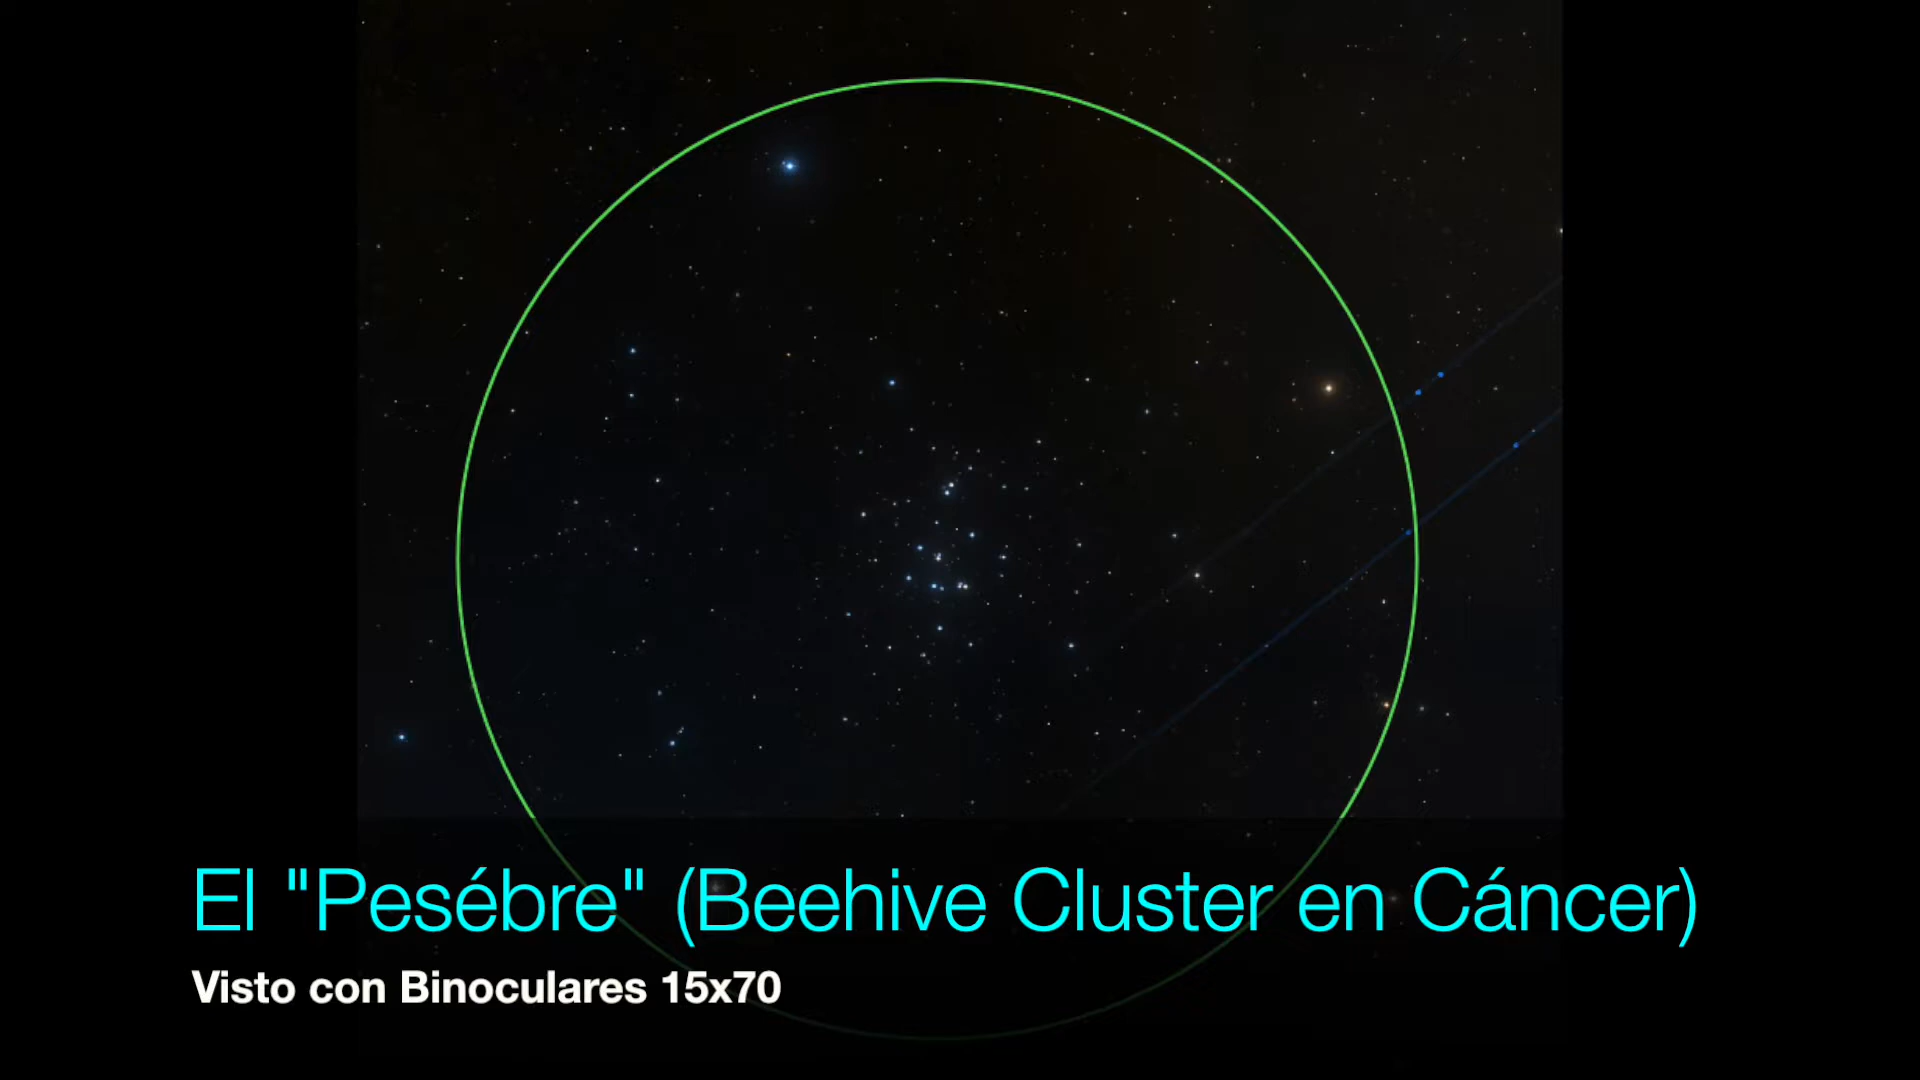 El "Pesébre" (Beehive Cluster en Cáncer)
Visto con Binoculares 15x70